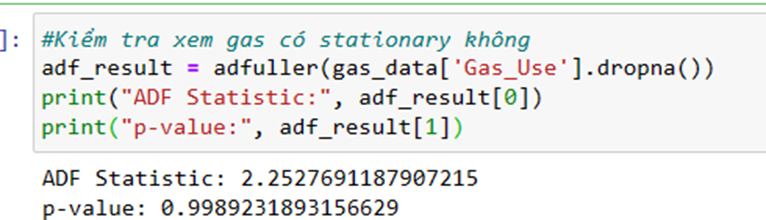 ]: #Kiểm tra xem gas có stationary không
adf_result = adfuller(gas_data['Gas_Use'].dropna())
print("ADF Statistic:", adf_result[0])
print("p-value:", adf_result[1])
ADF Statistic: 2.2527691187907215
p-value: 0.9989231893156629